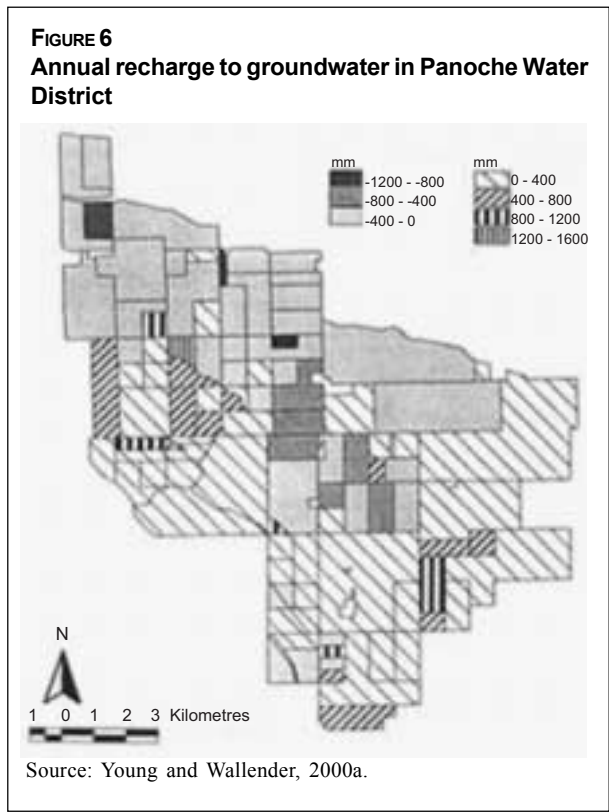 FIGURE 6
Annual recharge to groundwater in Panoche Water
District
mm
-1200 - -800
-800 - -400
-400 - 0
mm
0 - 400
400 - 800
800 - 1200
1200 - 1600
N
1 0 1 2 3 Kilometres
Source: Young and Wallender, 2000a.